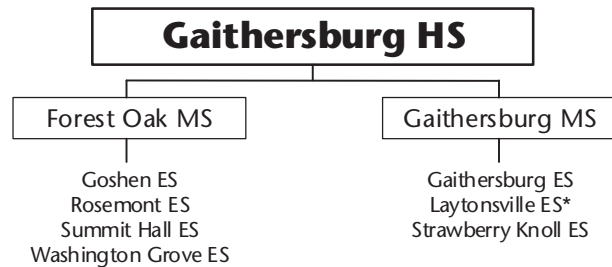 Gaithersburg HS
Forest Oak MS
Goshen ES
Rosemont ES
Summit Hall ES
Washington Grove ES
Gaithersburg MS
Gaithersburg ES
Laytonsville ES*
Strawberry Knoll ES